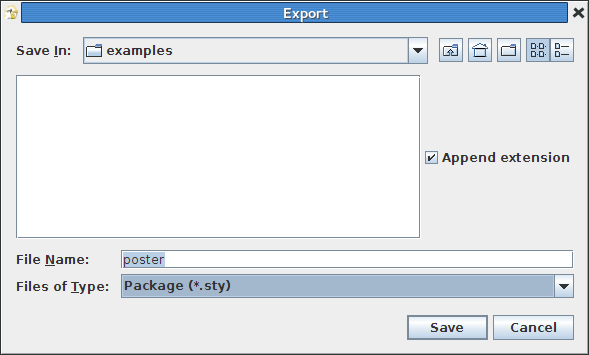 Export
Save In: examples
Append extension
File Name: poster
Files of Type: Package (*.sty)
Save Cancel